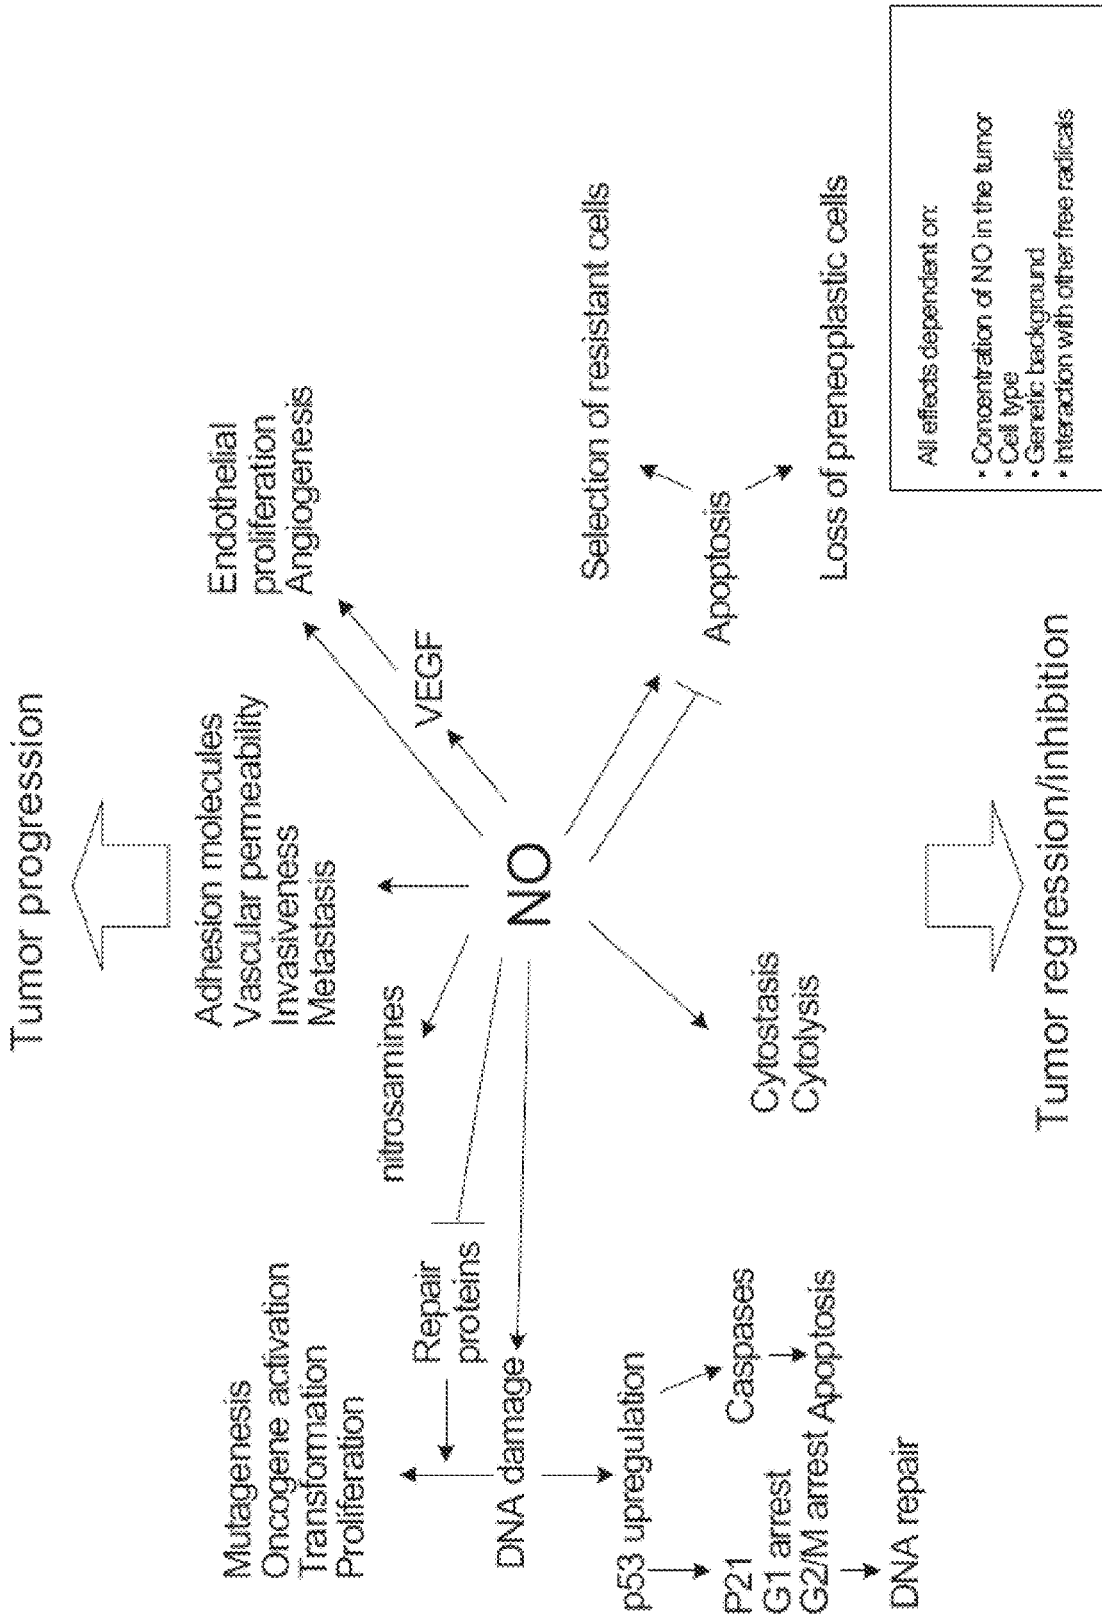 Tumor progression
Mutagenesis
Oncogene activation
Transformation
Proliferation
Adhesion molecules
Vascular permeability
Invasiveness
Metastasis
Endothelial
proliferation
Angiogenesis
nitrosamines
VEGF
Repair
proteins
NO
DNA damage
Selection of resistant cells
p53 upregulation
Apoptosis
Caspases
Cytostasis
Cytolysis
P21
G1 arrest
G2/M arrest
Apoptosis
Loss of preneoplastic cells
DNA repair
Tumor regression/inhibition
All effects dependent on:
• Concentration of NO in the tumor
• Cell type
• Genetic background
• Interaction with other free radicals